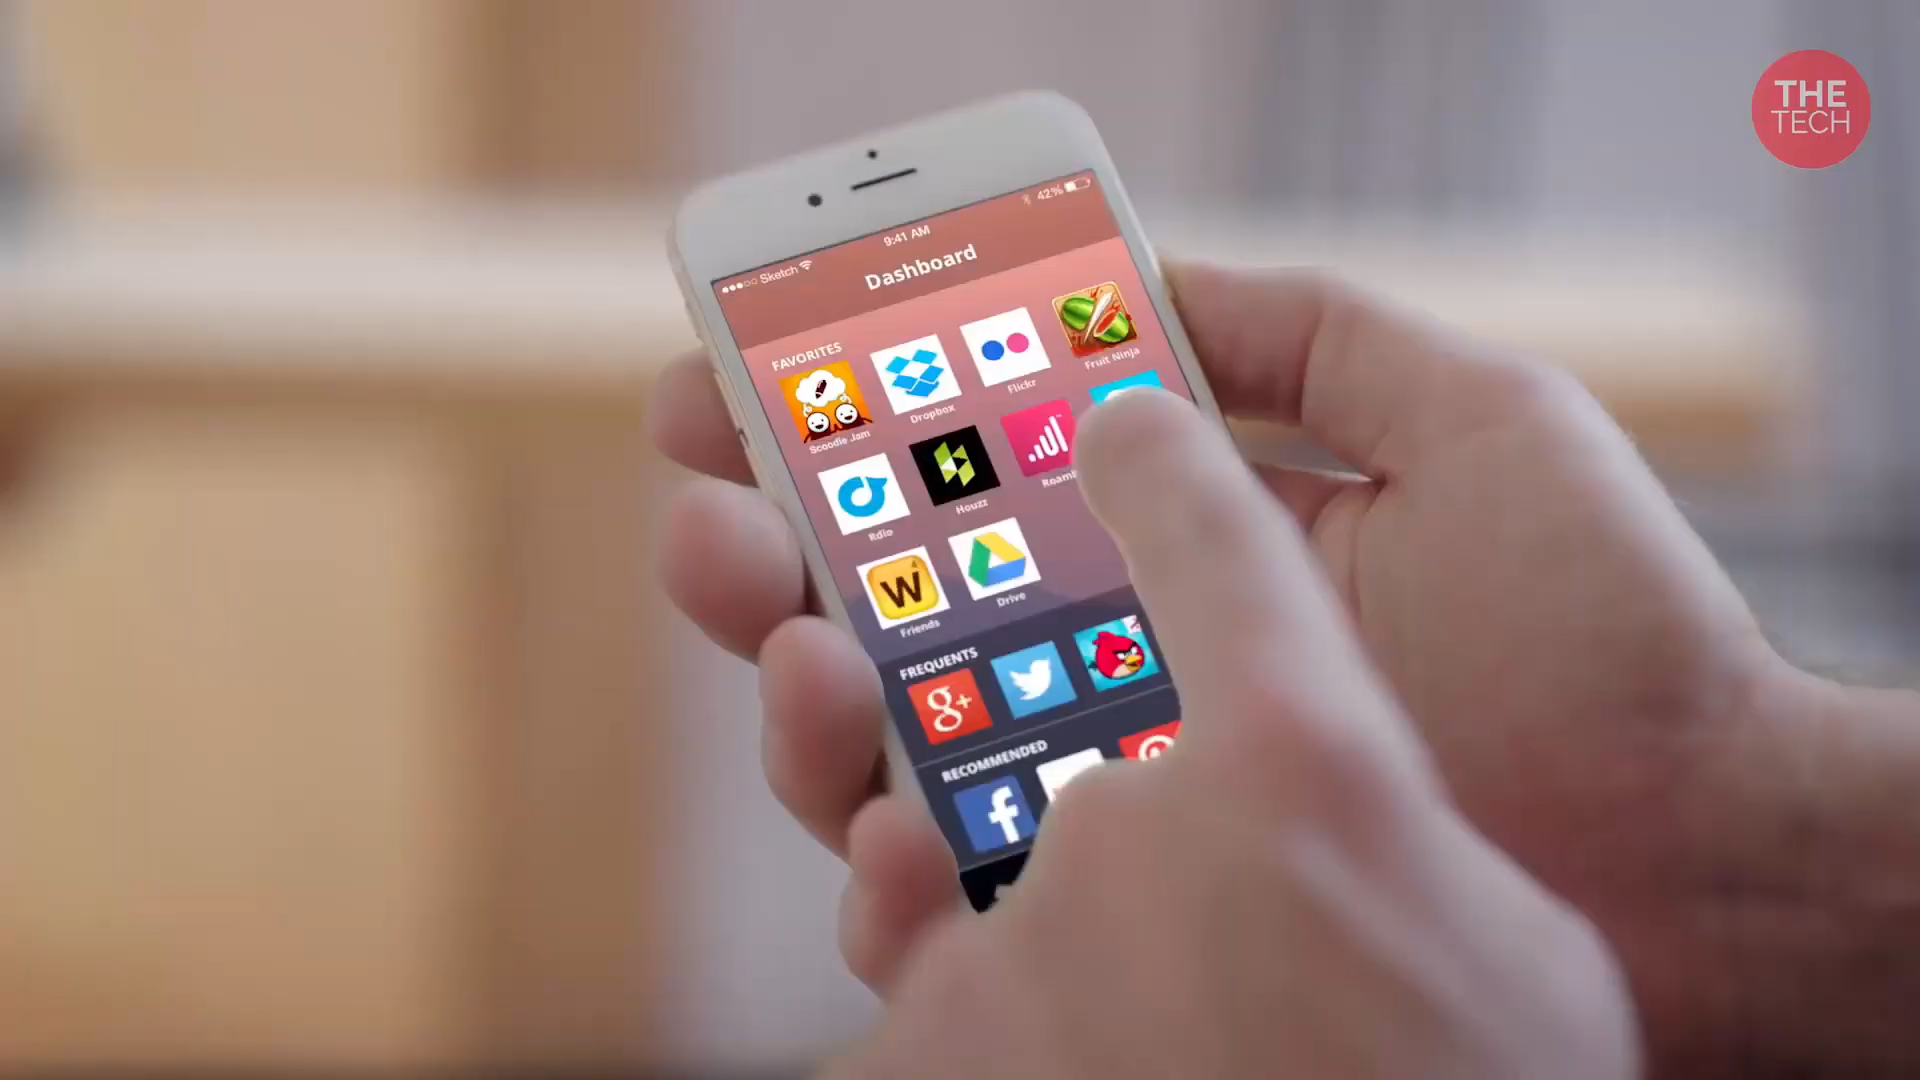 THE
TECH
42%
9:41 AM
Sketch
Dashboard
FAVORITES
Scoodle Jam
Dropbox
Flickr
Fruit Ninja
Rdio
Houzz
Friends
Drive
W
4
FREQUENTS
g+
RECOMMENDED
f